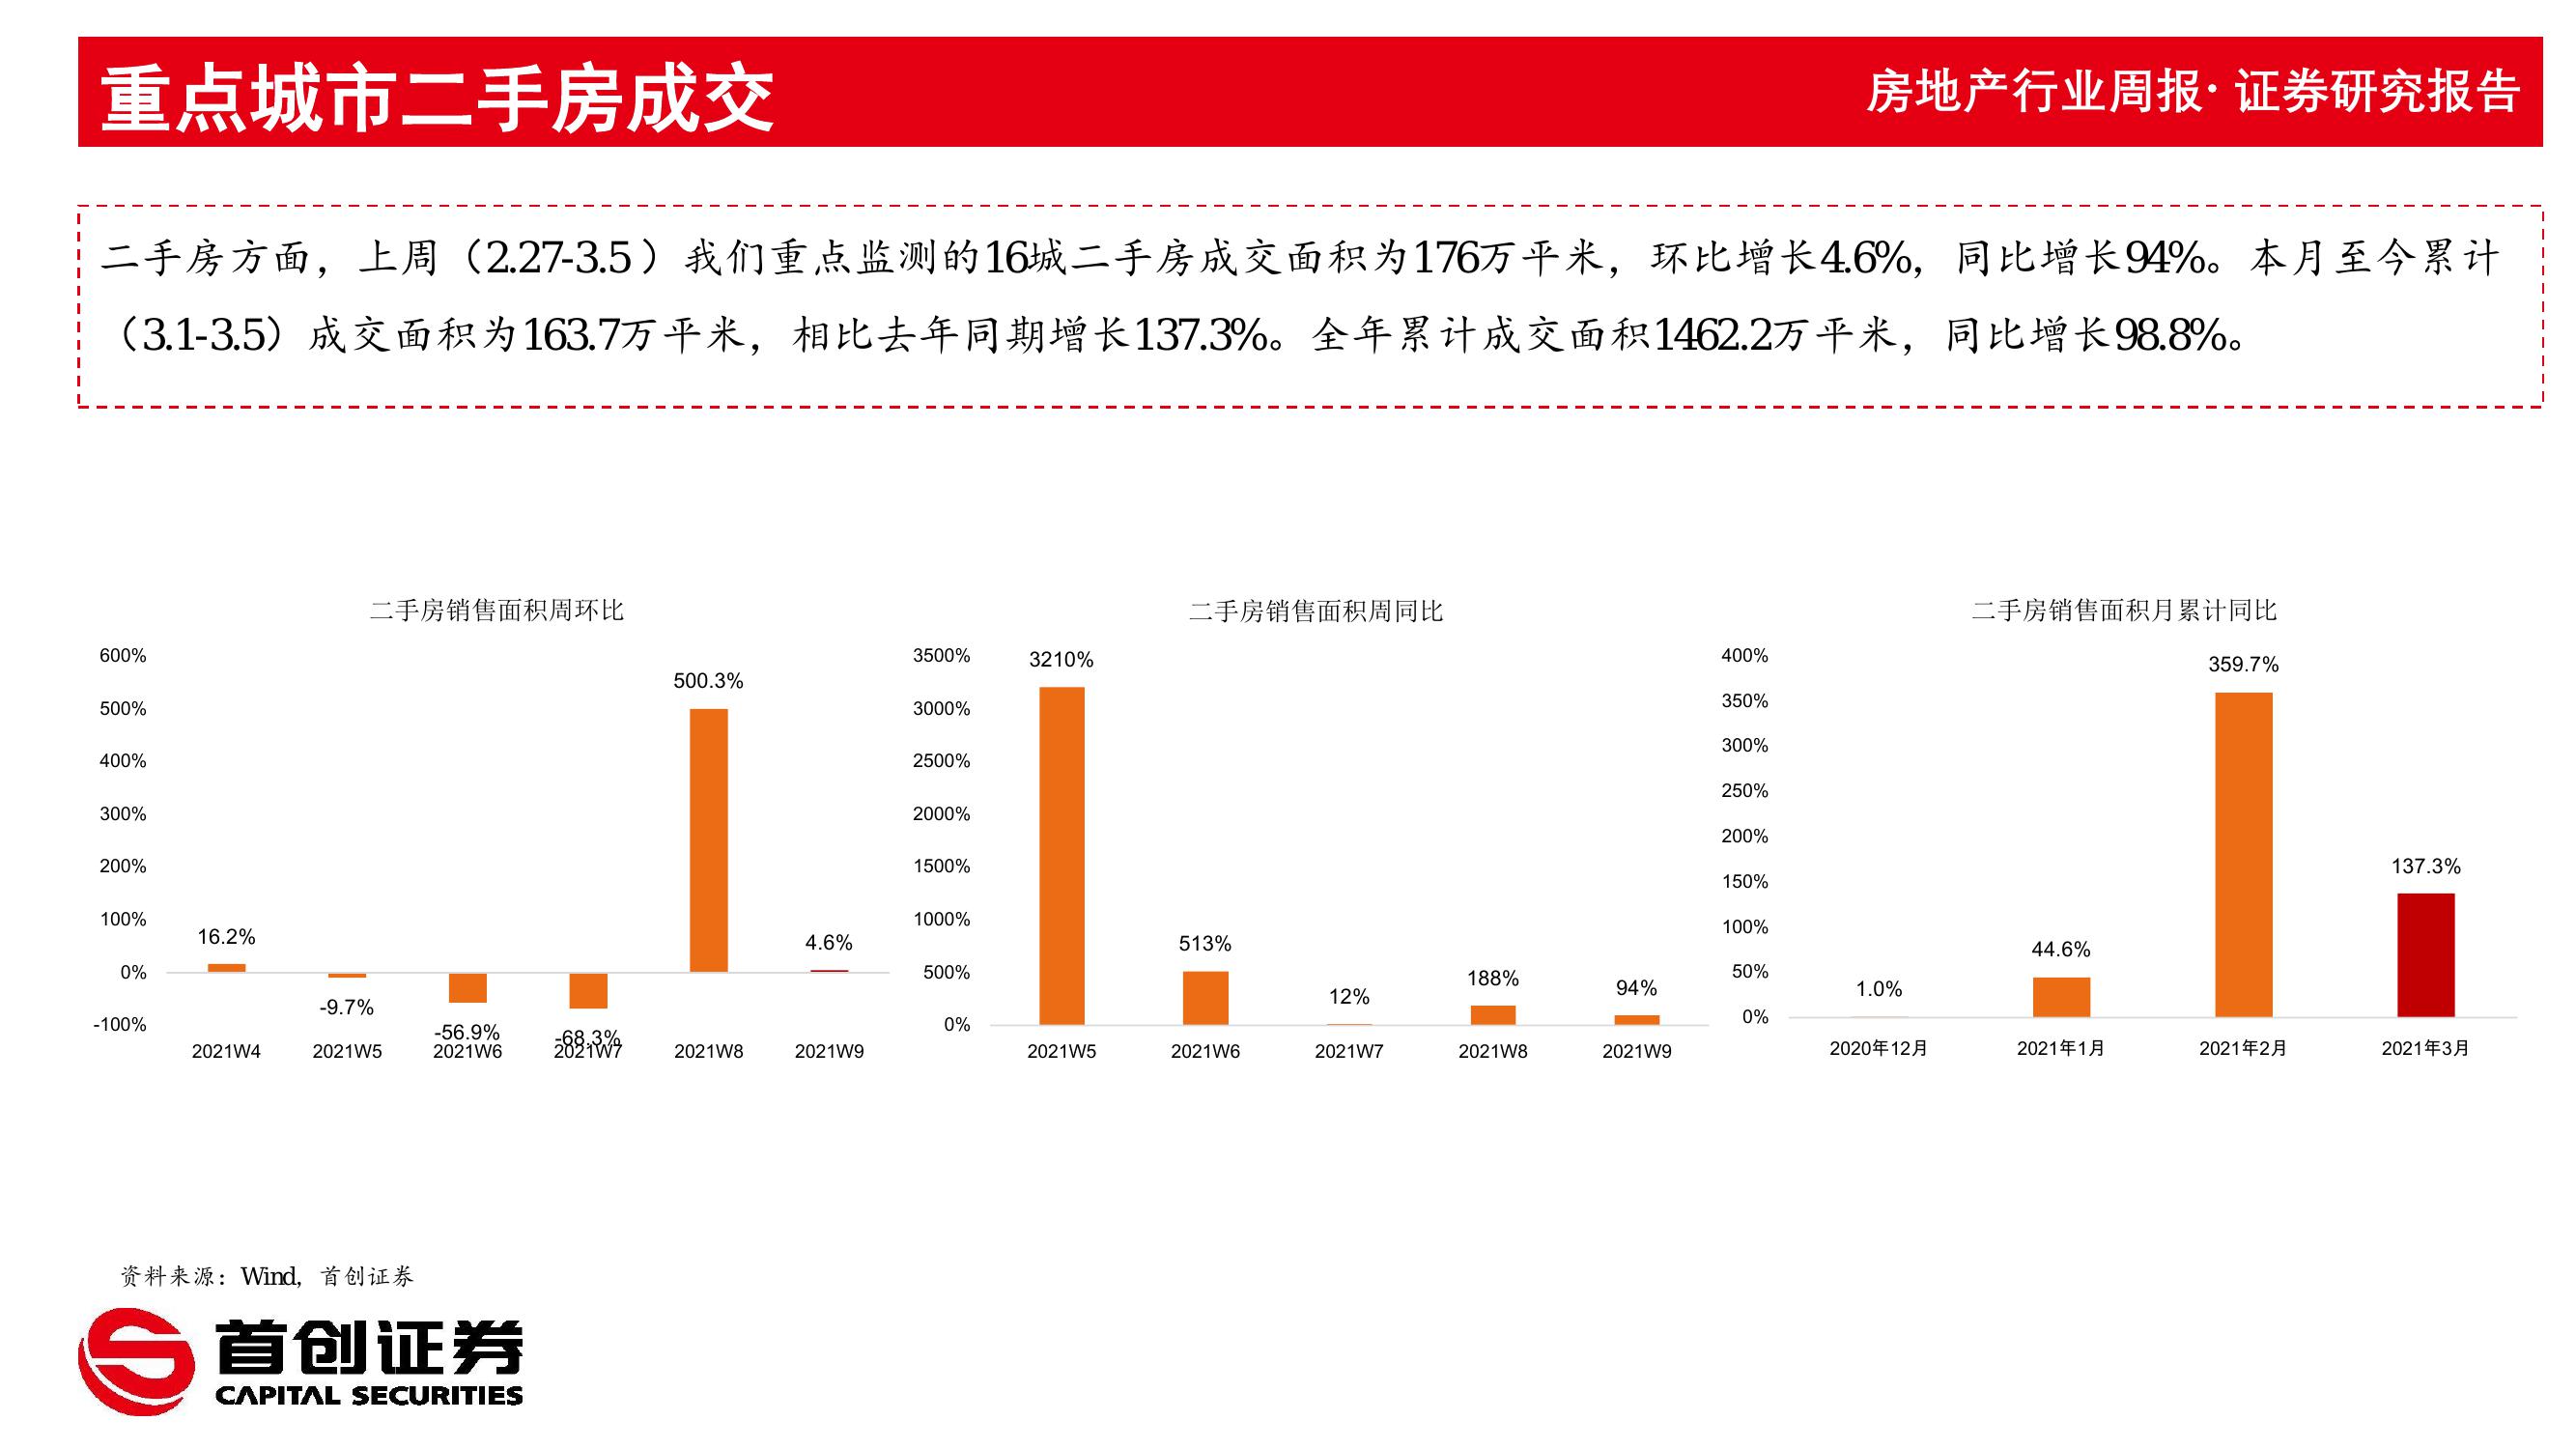 重点城市二手房成交
房地产行业周报· 证券研究报告
二手房方面，上周（2.27-3.5）我们重点监测的16城二手房成交面积为176万平米，环比增长4.6%，同比增长94%。本月至今累计
（3.1-3.5）成交面积为163.7万平米，相比去年同期增长137.3%。全年累计成交面积1462.2万平米，同比增长98.8%。
二手房销售面积周环比
600%
500%
400%
300%
200%
100%
0%
-100%
16.2%
-9.7%
-56.9%
-68.3%
500.3%
4.6%
2021W4
2021W5
2021W6
2021W7
2021W8
2021W9
二手房销售面积周同比
3500%
3000%
2500%
2000%
1500%
1000%
500%
0%
3210%
513%
12%
188%
94%
2021W5
2021W6
2021W7
2021W8
2021W9
二手房销售面积月累计同比
400%
350%
300%
250%
200%
150%
100%
50%
0%
1.0%
44.6%
359.7%
137.3%
2020年12月
2021年1月
2021年2月
2021年3月
资料来源：Wind，首创证券
首创证券
CAPITAL SECURITIES